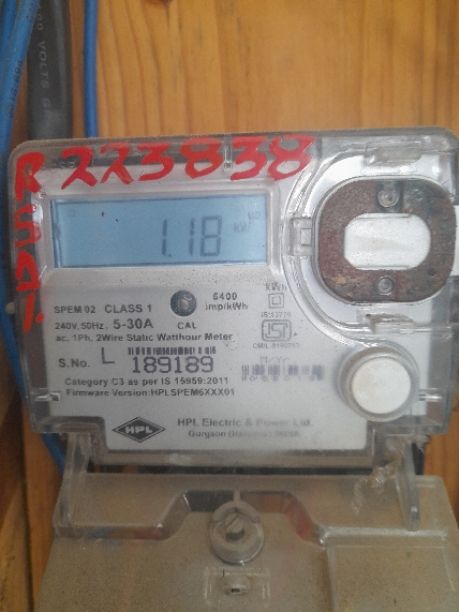 223838
1.18
kW
SPEM 02 CLASS 1
240V, 50Hz, 5-30A
ac. 1Ph, 2Wire Static Watthour Meter
CAL
6400
imp/kWh
kWh
S.No. L 189189
Category C3 as per IS 15959:2011
Firmware Version:HPLSPEM6XXX01
HPL
HPL Electric & Power Ltd.